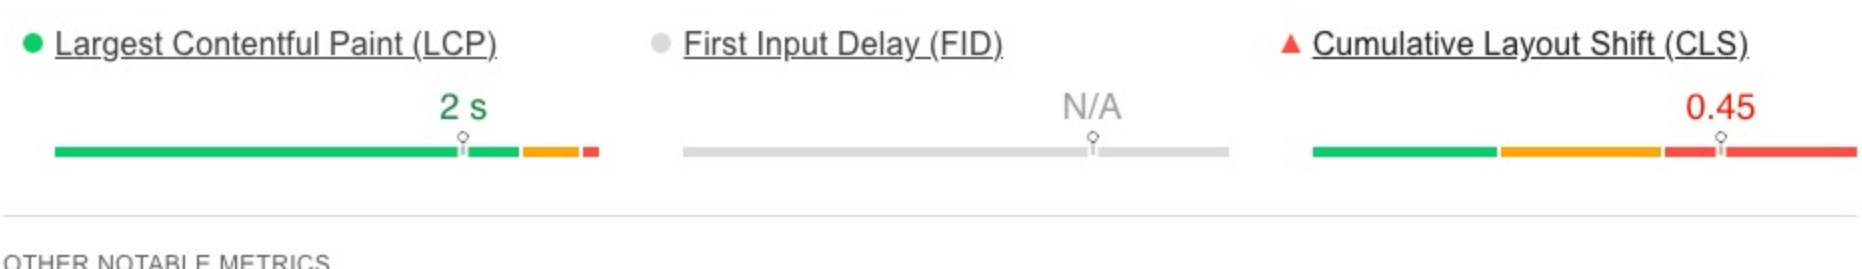 Largest Contentful Paint (LCP)
2 s
First Input Delay (FID)
N/A
Cumulative Layout Shift (CLS)
0.45
OTHER NOTABLE METRICS